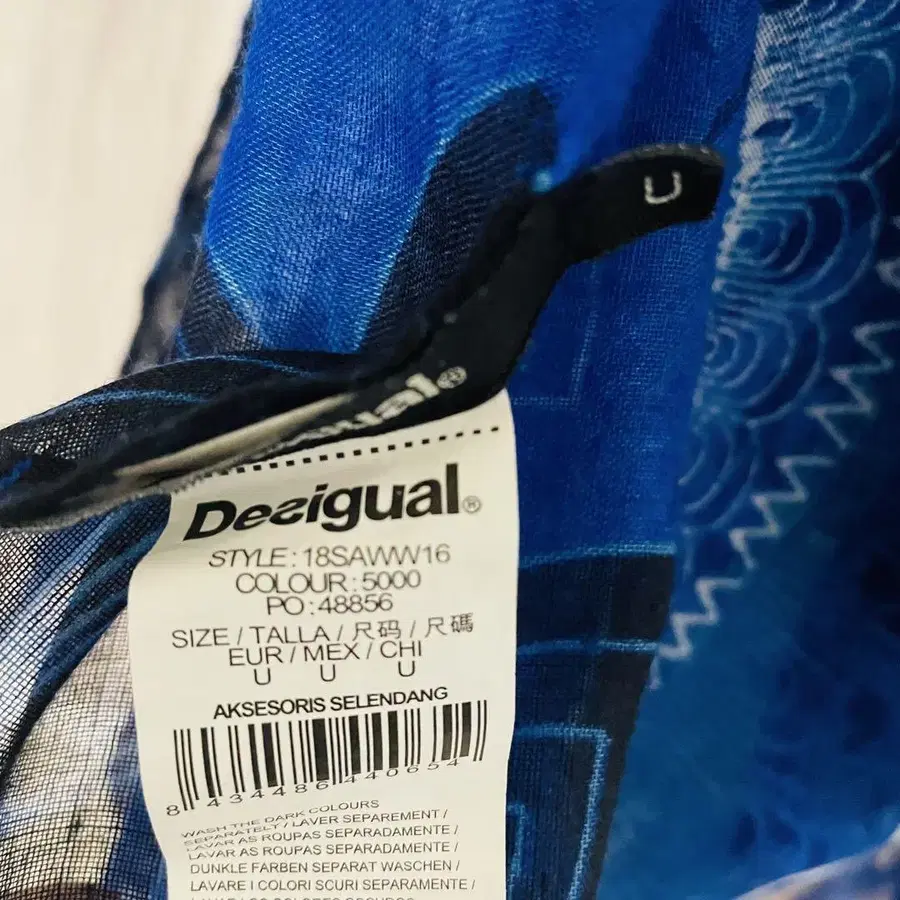 U
Desigual®
STYLE : 18SAWW16
COLOUR : 5000
PO : 48856
SIZE / TALLA / 尺码 / 尺碼
EUR / MEX / CHI
U U U
AKSESORIS SELENDANG
8 434486 440654
WASH THE DARK COLOURS
SEPARATELY / LAVER SEPAREMENT /
LAVAR AS ROUPAS SEPARADAMENTE /
LAVAR AS ROUPAS SEPARADAMENTE /
DUNKLE FARBEN SEPARAT WASCHEN /
LAVARE I COLORI SCURI SEPARAMENTE /